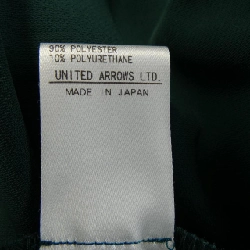 90% POLYESTER
10% POLYURETHANE
UNITED ARROWS LTD.
MADE IN JAPAN